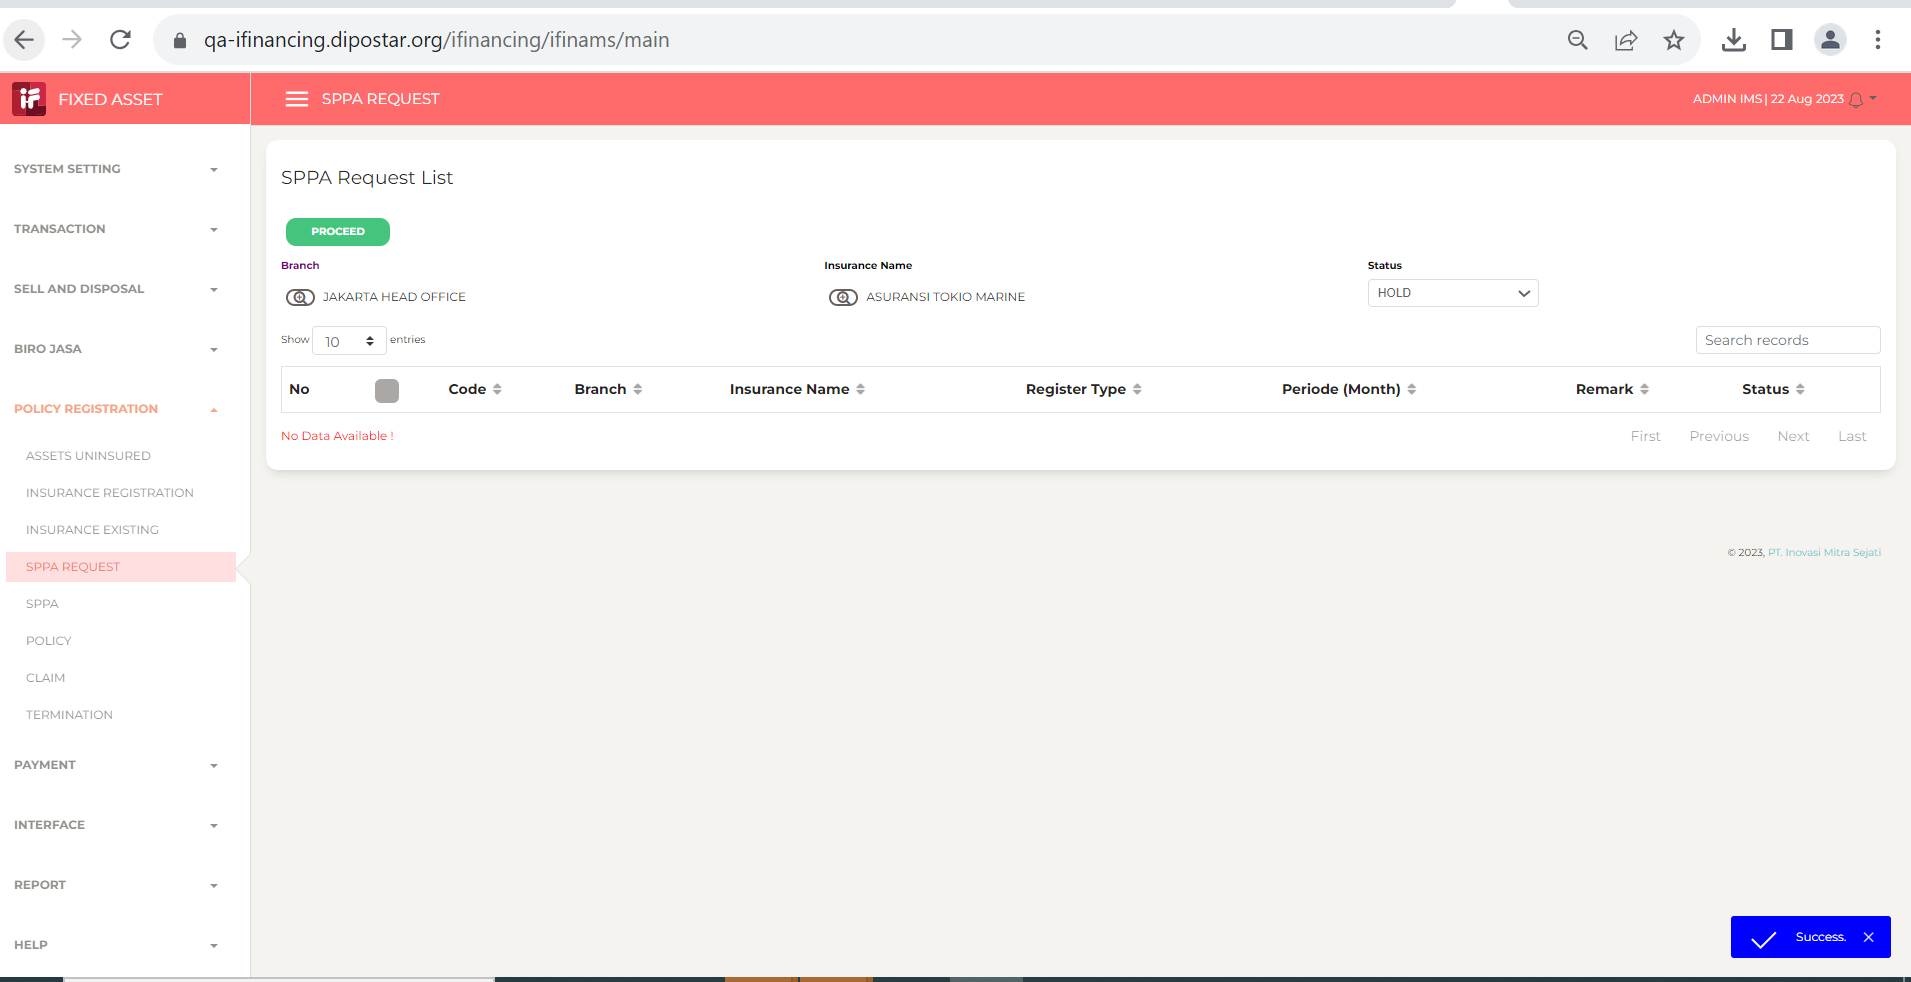 qa-ifinancing.dipostar.org/ifinancing/ifinams/main
iF FIXED ASSET
SPPA REQUEST
ADMIN IMS | 22 Aug 2023
SYSTEM SETTING
TRANSACTION
SELL AND DISPOSAL
BIRO JASA
POLICY REGISTRATION
ASSETS UNINSURED
INSURANCE REGISTRATION
INSURANCE EXISTING
SPPA REQUEST
SPPA
POLICY
CLAIM
TERMINATION
PAYMENT
INTERFACE
REPORT
HELP
SPPA Request List
PROCEED
Branch Insurance Name Status
JAKARTA HEAD OFFICE ASURANSI TOKIO MARINE HOLD
Show 10 entries Search records
No Code Branch Insurance Name Register Type Periode (Month) Remark Status
No Data Available ! First Previous Next Last
© 2023, PT. Inovasi Mitra Sejati
Success.